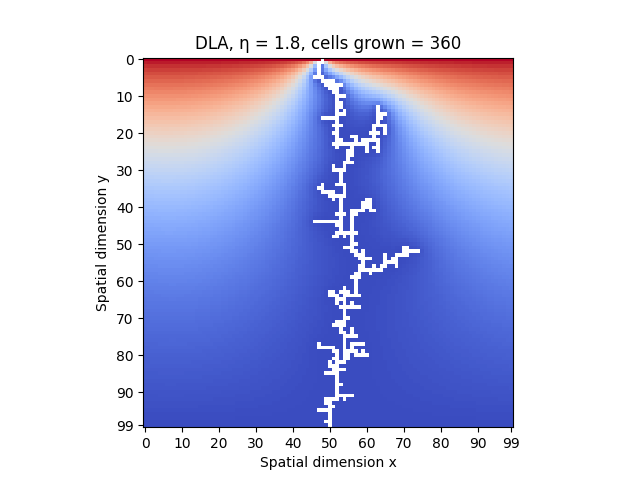 DLA, η = 1.8, cells grown = 360
0
10
20
30
40
50
60
70
80
90
99
Spatial dimension y
0 10 20 30 40 50 60 70 80 90 99
Spatial dimension x